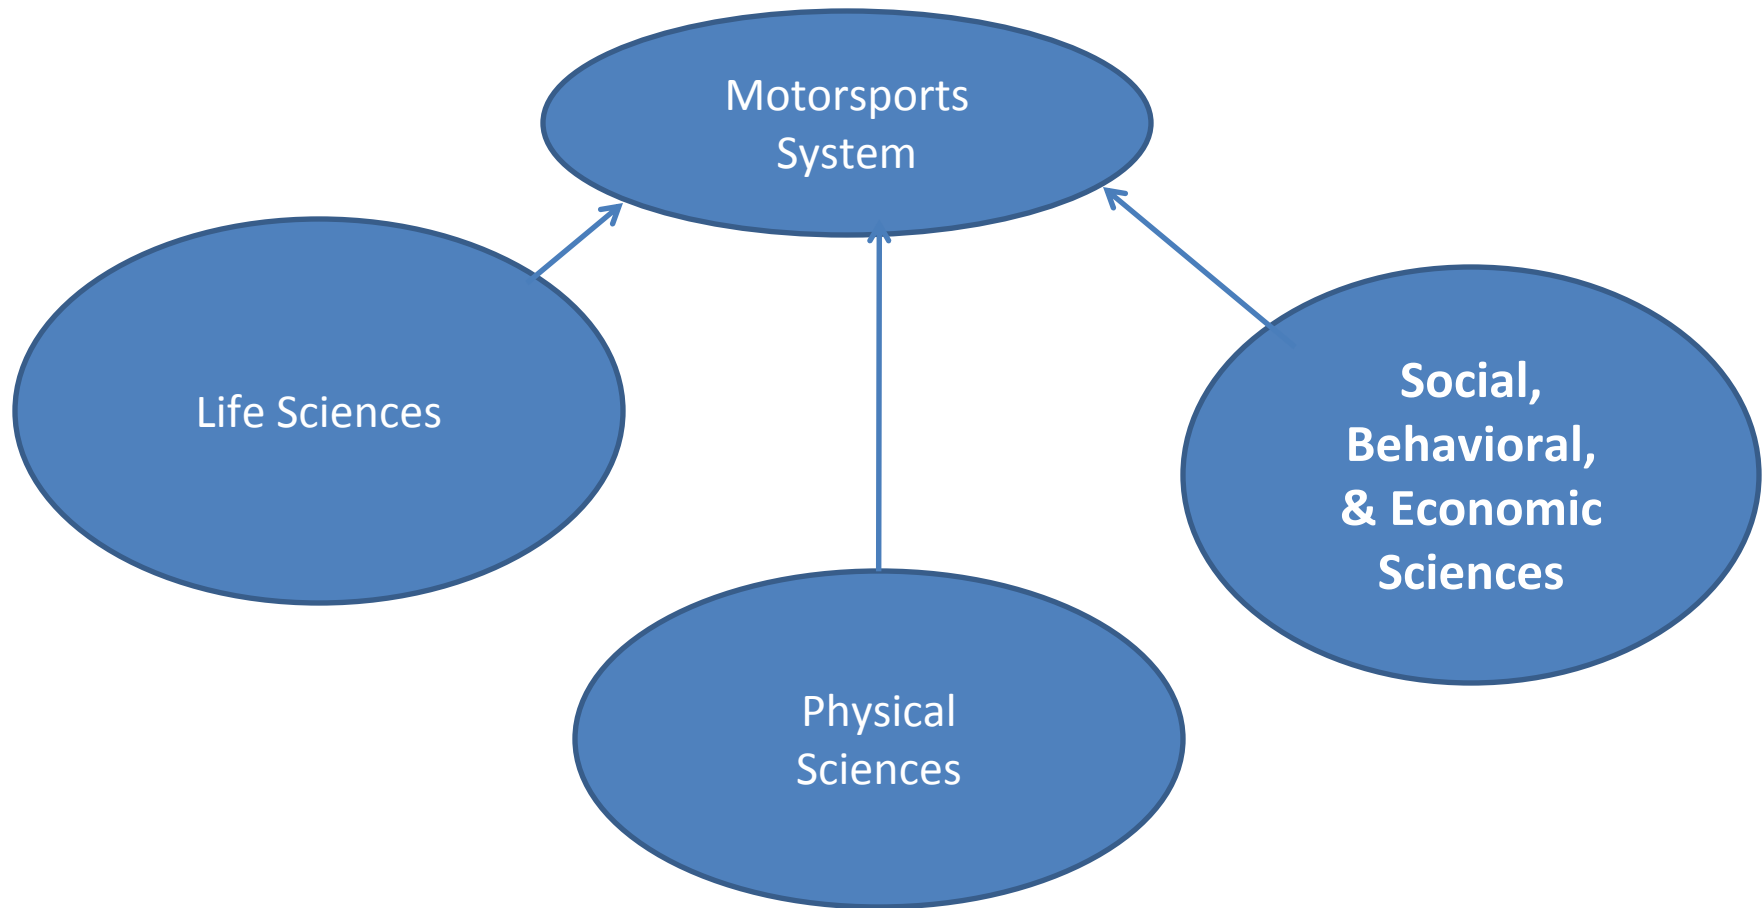 Motorsports
System
Life Sciences
Social,
Behavioral,
& Economic
Sciences
Physical
Sciences